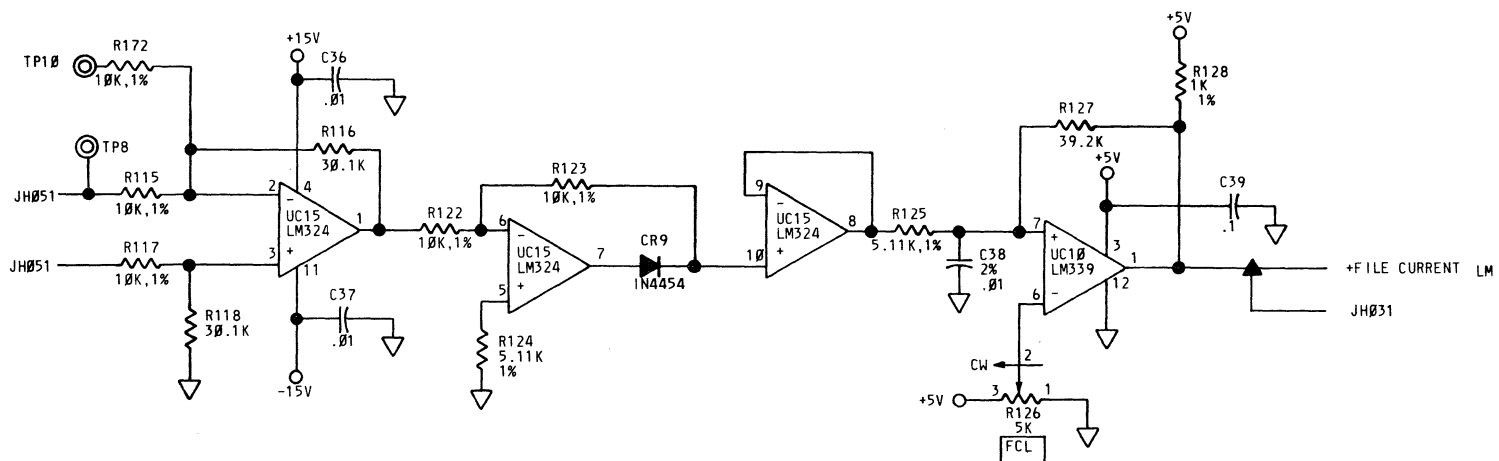 TP10
R172
10K,1%
+15V
C36
.01
TP8
R116
30.1K
JH051
R115
10K,1%
2
-
4
UC15
LM324
1
+
3
11
JH051
R117
10K,1%
R118
30.1K
C37
.01
-15V
R122
10K,1%
R123
10K,1%
6
-
UC15
LM324
7
+
5
CR9
IN4454
R124
5.11K
1%
9
-
UC15
LM324
8
10
+
R125
5.11K,1%
C38
2%
.01
R127
39.2K
+5V
R128
1K
1%
+5V
C39
.1
7
+
3
UC10
LM339
1
12
6
-
+FILE CURRENT LM
JH031
CW
2
+5V
3
1
R126
5K
FCL